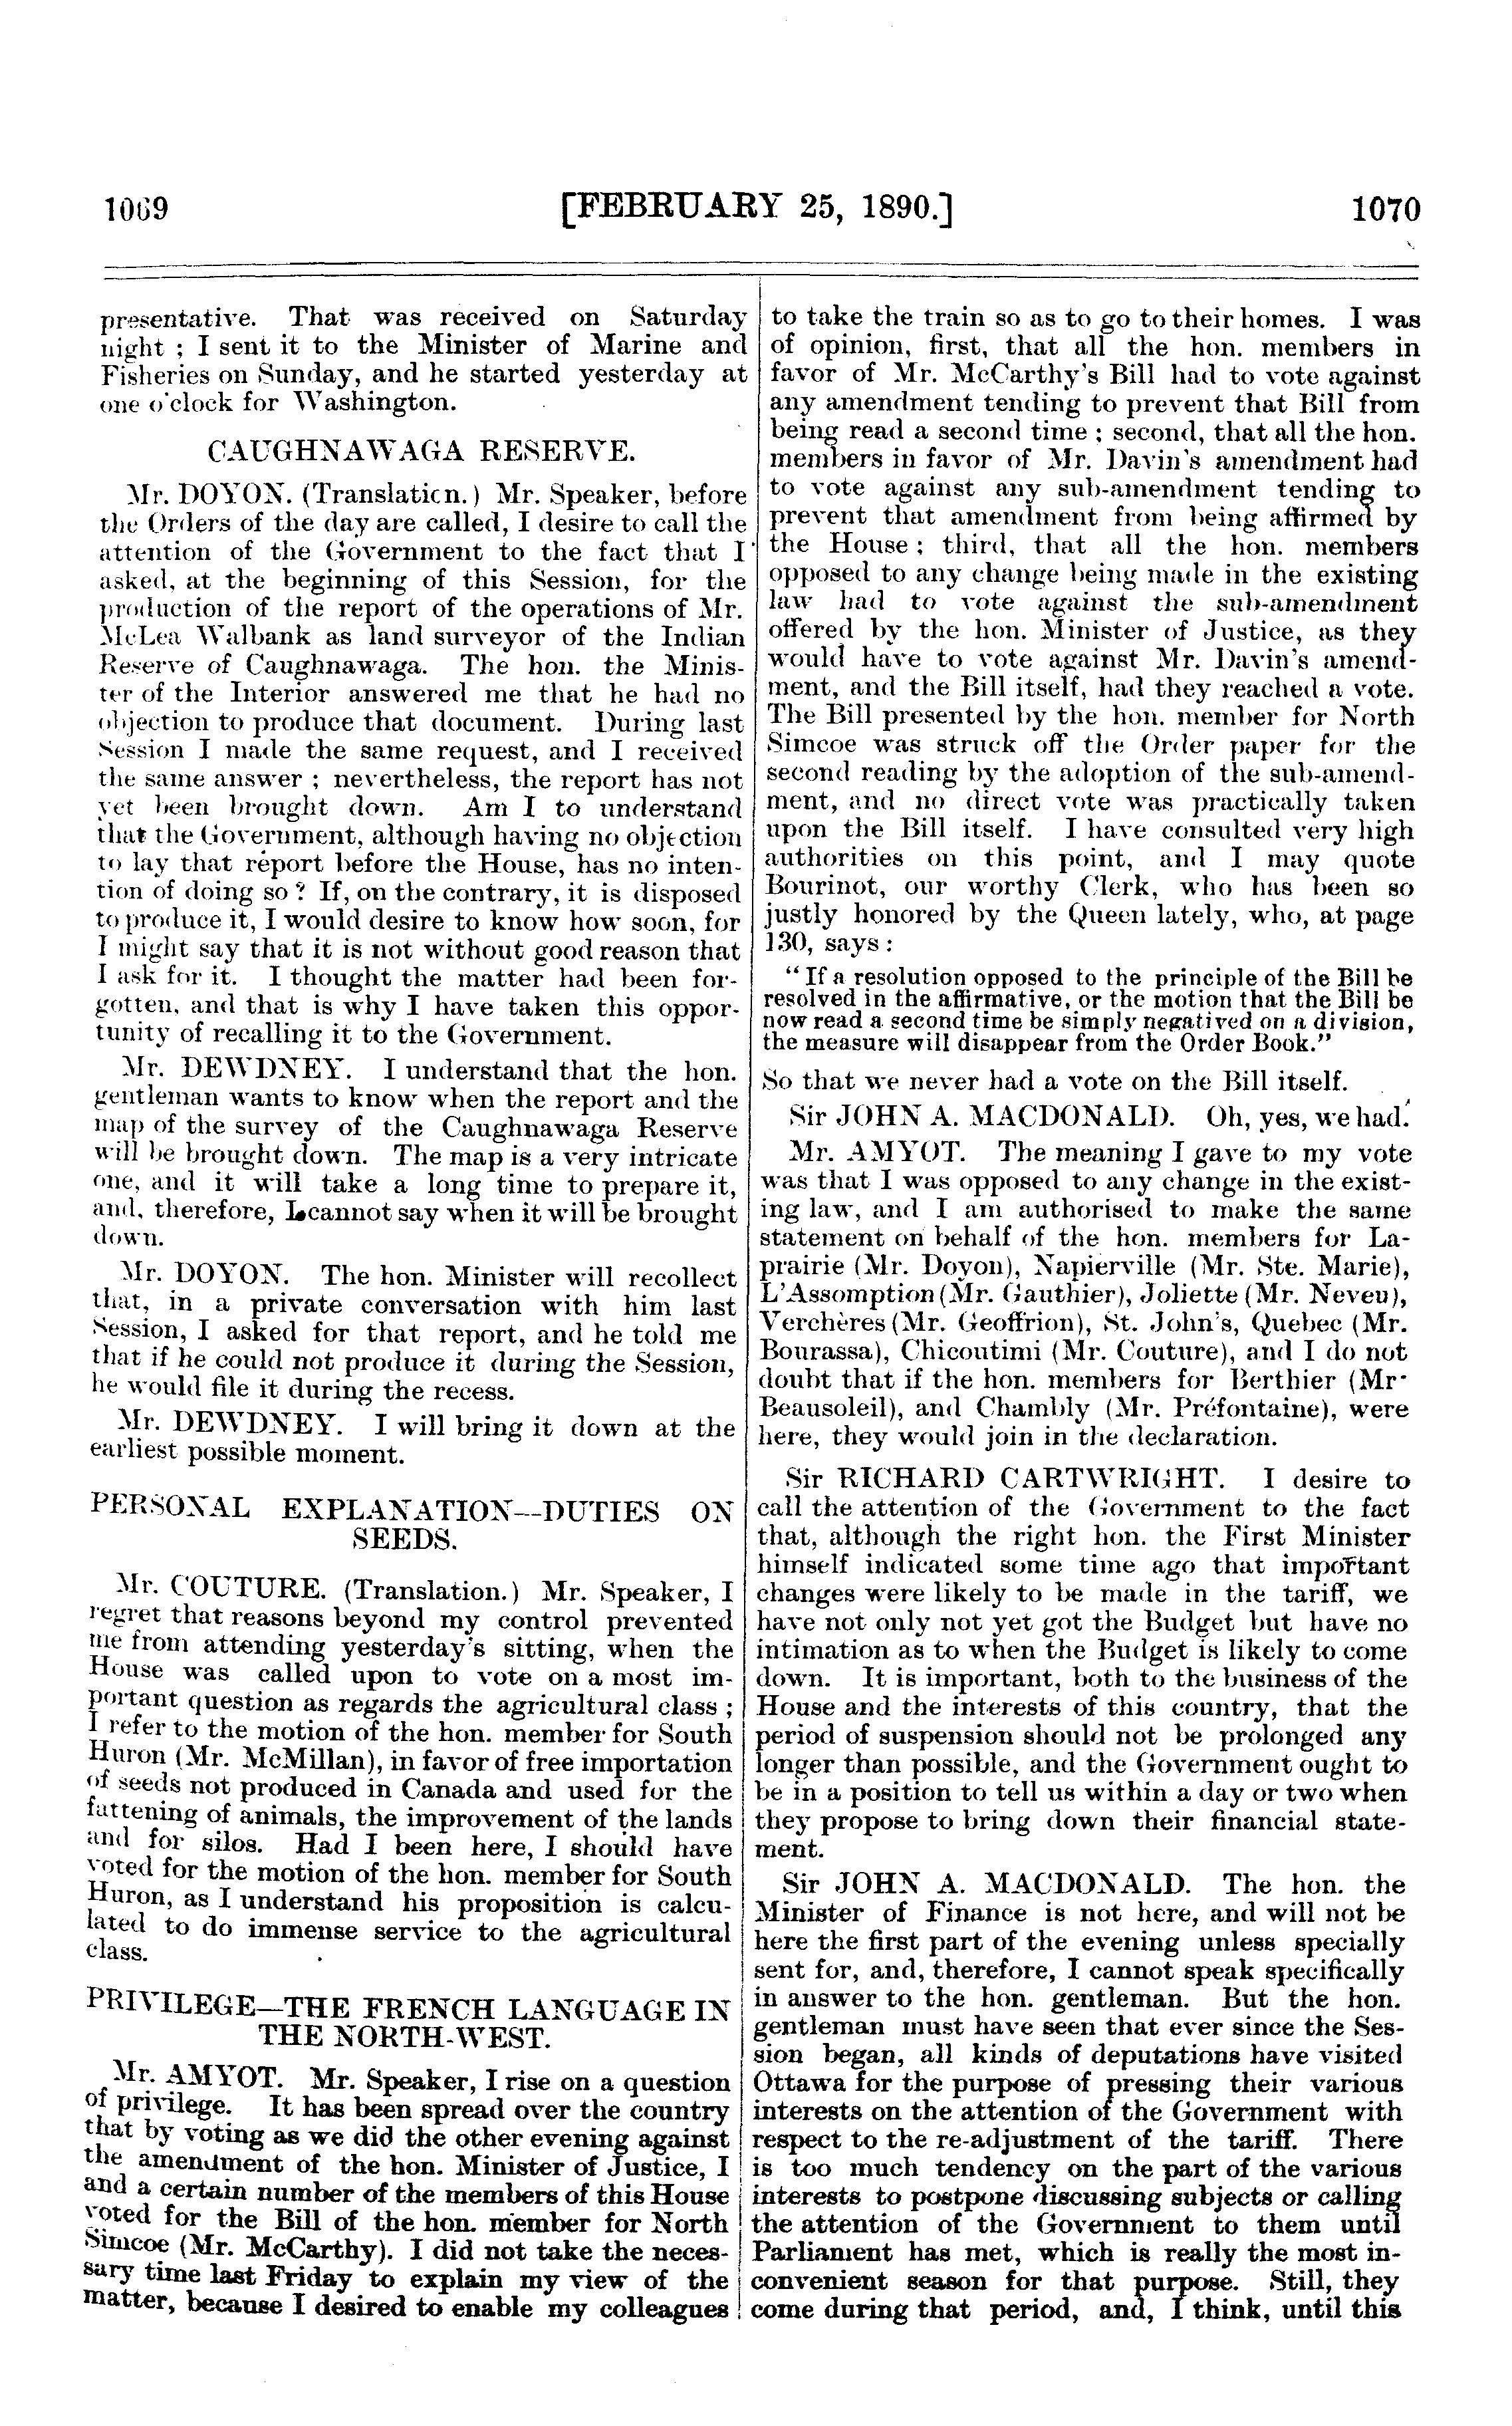 1069
[FEBRUARY 25, 1890.]
1070
presentative. That was received on Saturday
night ; I sent it to the Minister of Marine and
Fisheries on Sunday, and he started yesterday at
one o'clock for Washington.
CAUGHNAWAGA RESERVE.
Mr. DOYON. (Translation.) Mr. Speaker, before
the Orders of the day are called, I desire to call the
attention of the Government to the fact that I
asked, at the beginning of this Session, for the
production of the report of the operations of Mr.
McLea Walbank as land surveyor of the Indian
Reserve of Caughnawaga. The hon. the Minis-
ter of the Interior answered me that he had no
objection to produce that document. During last
Session I made the same request, and I received
the same answer ; nevertheless, the report has not
yet been brought down. Am I to understand
that the Government, although having no objection
to lay that report before the House, has no inten-
tion of doing so ? If, on the contrary, it is disposed
to produce it, I would desire to know how soon, for
I might say that it is not without good reason that
I ask for it. I thought the matter had been for-
gotten, and that is why I have taken this oppor-
tunity of recalling it to the Government.
Mr. DEWDNEY. I understand that the hon.
gentleman wants to know when the report and the
map of the survey of the Caughnawaga Reserve
will be brought down. The map is a very intricate
one, and it will take a long time to prepare it,
and, therefore, I cannot say when it will be brought
down.
Mr. DOYON. The hon. Minister will recollect
that, in a private conversation with him last
Session, I asked for that report, and he told me
that if he could not produce it during the Session,
he would file it during the recess.
Mr. DEWDNEY. I will bring it down at the
earliest possible moment.
PERSONAL EXPLANATION--DUTIES ON
SEEDS.
Mr. COUTURE. (Translation.) Mr. Speaker, I
regret that reasons beyond my control prevented
me from attending yesterday's sitting, when the
House was called upon to vote on a most im-
portant question as regards the agricultural class ;
I refer to the motion of the hon. member for South
Huron (Mr. McMillan), in favor of free importation
of seeds not produced in Canada and used for the
fattening of animals, the improvement of the lands
and for silos. Had I been here, I should have
voted for the motion of the hon. member for South
Huron, as I understand his proposition is calcu-
lated to do immense service to the agricultural
class.
PRIVILEGE—THE FRENCH LANGUAGE IN
THE NORTH-WEST.
Mr. AMYOT. Mr. Speaker, I rise on a question
of privilege. It has been spread over the country
that by voting as we did the other evening against
the amendment of the hon. Minister of Justice, I
and a certain number of the members of this House
voted for the Bill of the hon. member for North
Simcoe (Mr. McCarthy). I did not take the neces-
sary time last Friday to explain my view of the
matter, because I desired to enable my colleagues
to take the train so as to go to their homes. I was
of opinion, first, that all the hon. members in
favor of Mr. McCarthy's Bill had to vote against
any amendment tending to prevent that Bill from
being read a second time ; second, that all the hon.
members in favor of Mr. Davin's amendment had
to vote against any sub-amendment tending to
prevent that amendment from being affirmed by
the House ; third, that all the hon. members
opposed to any change being made in the existing
law had to vote against the sub-amendment
offered by the hon. Minister of Justice, as they
would have to vote against Mr. Davin's amend-
ment, and the Bill itself, had they reached a vote.
The Bill presented by the hon. member for North
Simcoe was struck off the Order paper for the
second reading by the adoption of the sub-amend-
ment, and no direct vote was practically taken
upon the Bill itself. I have consulted very high
authorities on this point, and I may quote
Bourinot, our worthy Clerk, who has been so
justly honored by the Queen lately, who, at page
130, says :
"If a resolution opposed to the principle of the Bill be
resolved in the affirmative, or the motion that the Bill be
now read a second time be simply negatived on a division,
the measure will disappear from the Order Book."
So that we never had a vote on the Bill itself.
Sir JOHN A. MACDONALD. Oh, yes, we had.
Mr. AMYOT. The meaning I gave to my vote
was that I was opposed to any change in the exist-
ing law, and I am authorised to make the same
statement on behalf of the hon. members for La-
prairie (Mr. Doyon), Napierville (Mr. Ste. Marie),
L'Assomption (Mr. Gauthier), Joliette (Mr. Neveu),
Verchères (Mr. Geoffrion), St. John's, Quebec (Mr.
Bourassa), Chicoutimi (Mr. Couture), and I do not
doubt that if the hon. members for Berthier (Mr.
Beausoleil), and Chambly (Mr. Préfontaine), were
here, they would join in the declaration.
Sir RICHARD CARTWRIGHT. I desire to
call the attention of the Government to the fact
that, although the right hon. the First Minister
himself indicated some time ago that important
changes were likely to be made in the tariff, we
have not only not yet got the Budget but have no
intimation as to when the Budget is likely to come
down. It is important, both to the business of the
House and the interests of this country, that the
period of suspension should not be prolonged any
longer than possible, and the Government ought to
be in a position to tell us within a day or two when
they propose to bring down their financial state-
ment.
Sir JOHN A. MACDONALD. The hon. the
Minister of Finance is not here, and will not be
here the first part of the evening unless specially
sent for, and, therefore, I cannot speak specifically
in answer to the hon. gentleman. But the hon.
gentleman must have seen that ever since the Ses-
sion began, all kinds of deputations have visited
Ottawa for the purpose of pressing their various
interests on the attention of the Government with
respect to the re-adjustment of the tariff. There
is too much tendency on the part of the various
interests to postpone discussing subjects or calling
the attention of the Government to them until
Parliament has met, which is really the most in-
convenient season for that purpose. Still, they
come during that period, and, I think, until this